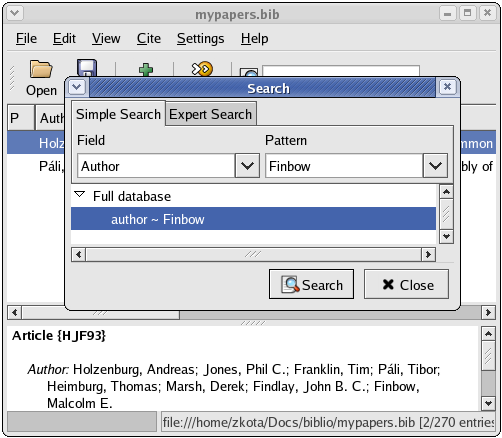 mypapers.bib
File Edit View Cite Settings Help
Open
Search
P Auth
Simple Search Expert Search
Holz mmon
Field Pattern
Páli, bly of
Author Finbow
Full database
author ~ Finbow
Search Close
Article {HJF93}
Author: Holzenburg, Andreas; Jones, Phil C.; Franklin, Tim; Páli, Tibor;
Heimburg, Thomas; Marsh, Derek; Findlay, John B. C.; Finbow,
Malcolm E.
file:///home/zkota/Docs/biblio/mypapers.bib [2/270 entries